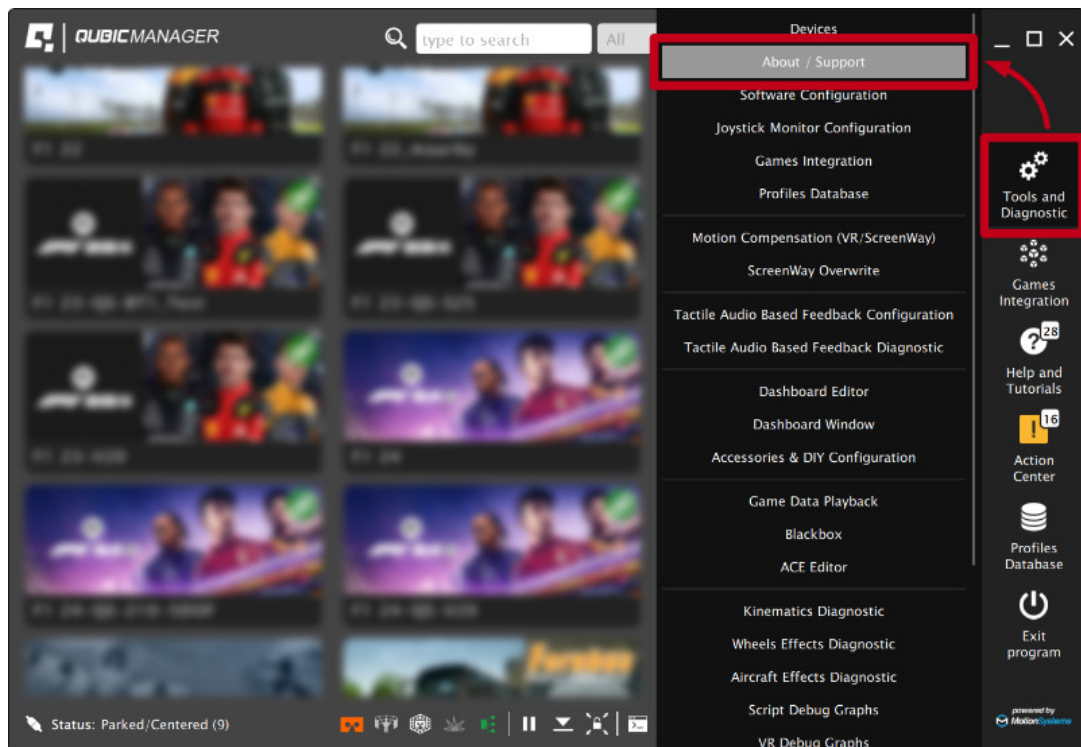 QUBICMANAGER
type to search
All
Devices
About / Support
Software Configuration
Joystick Monitor Configuration
Games Integration
Profiles Database
Motion Compensation (VR/ScreenWay)
ScreenWay Overwrite
Tactile Audio Based Feedback Configuration
Tactile Audio Based Feedback Diagnostic
Dashboard Editor
Dashboard Window
Accessories & DIY Configuration
Game Data Playback
Blackbox
ACE Editor
Kinematics Diagnostic
Wheels Effects Diagnostic
Aircraft Effects Diagnostic
Script Debug Graphs
VR Debug Graphs
Tools and
Diagnostic
Games
Integration
28
Help and
Tutorials
16
Action
Center
Profiles
Database
Exit
program
powered by
MotionSystems
F1 22
F1 24
Status: Parked/Centered (9)